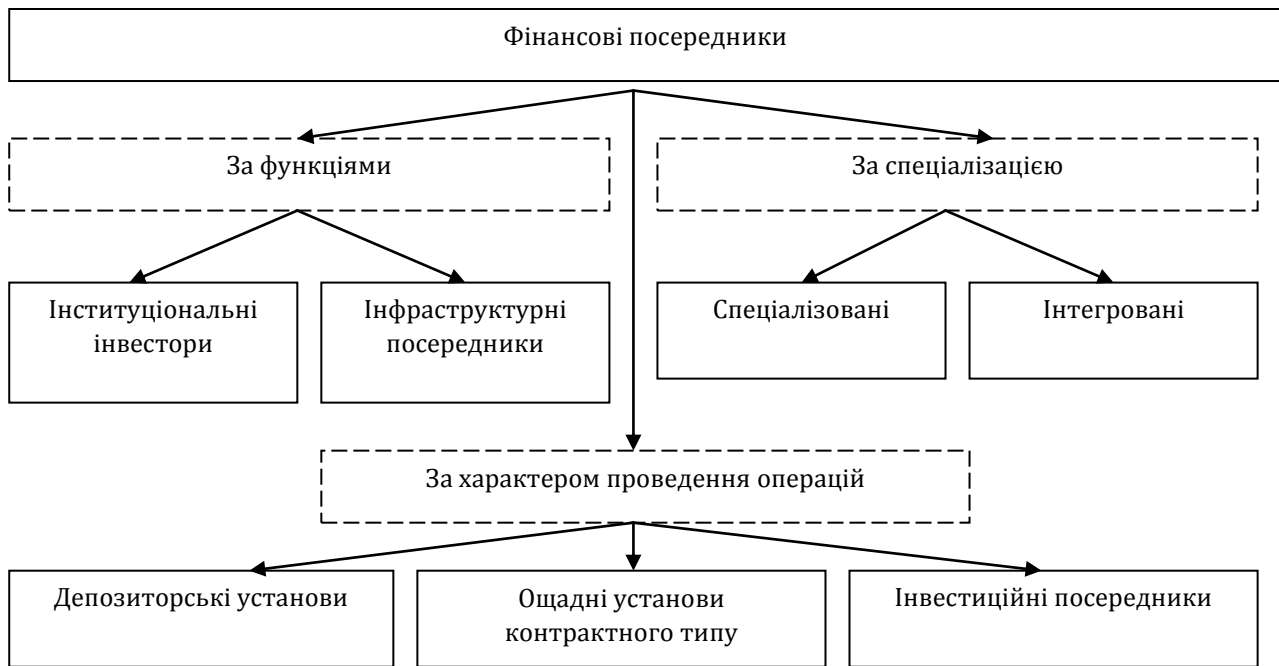 Фінансові посередники
За функціями
За спеціалізацією
Інституціональні
інвестори
Інфраструктурні
посередники
Спеціалізовані
Інтегровані
За характером проведення операцій
Депозиторські установи
Ощадні установи
контрактного типу
Інвестиційні посередники